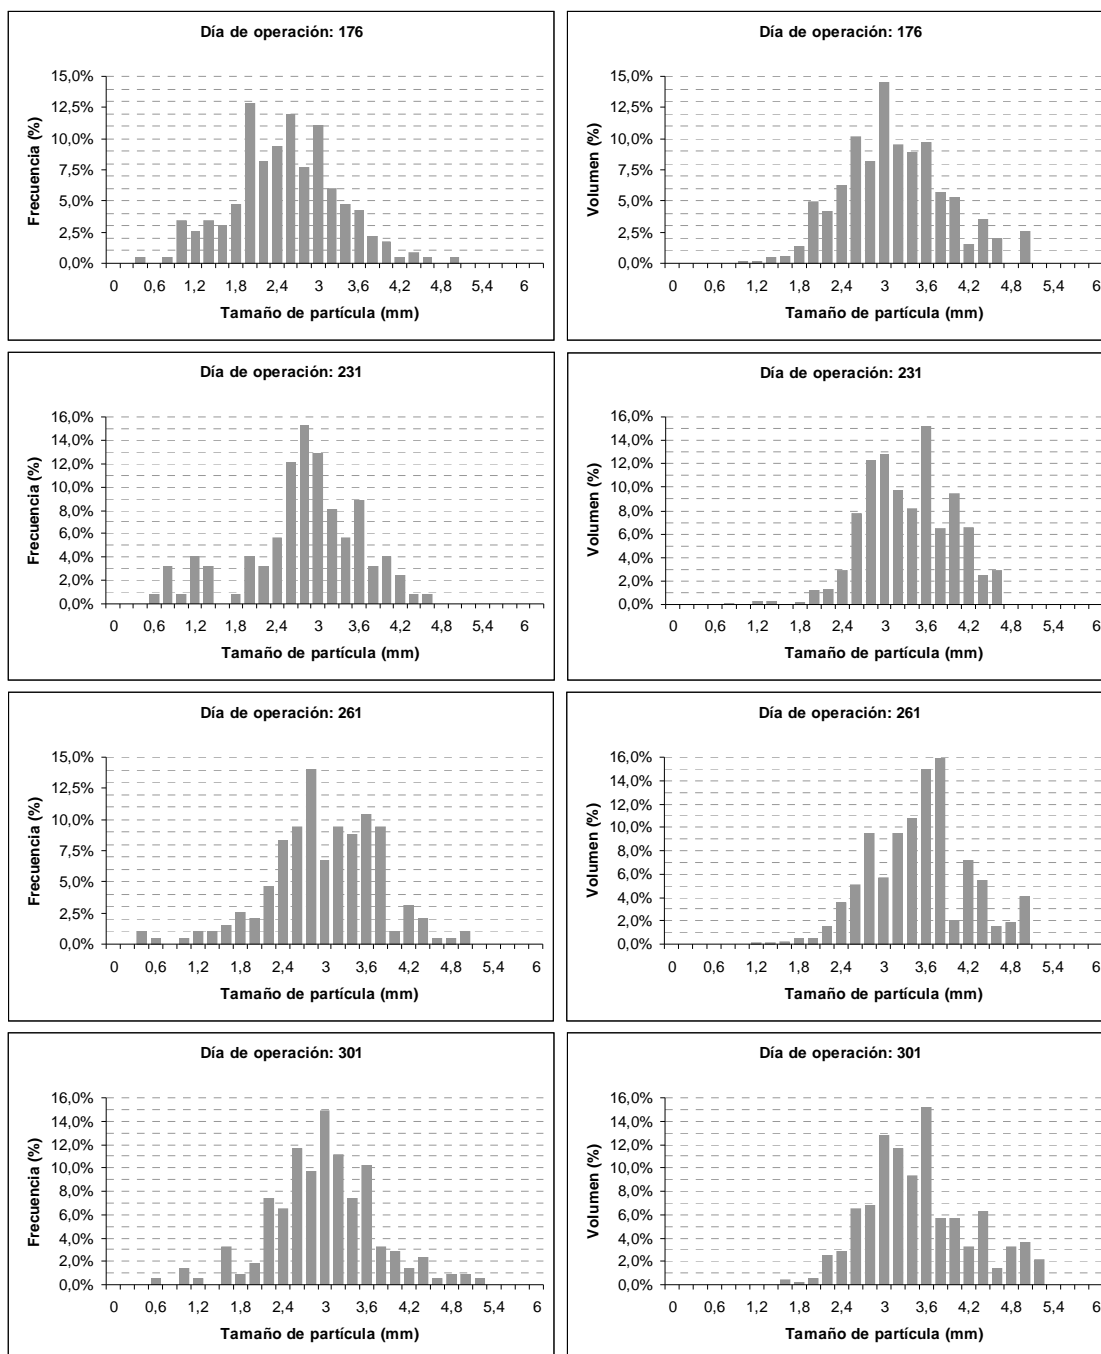 Día de operación: 176
Frecuencia (%)
15,0%
12,5%
10,0%
7,5%
5,0%
2,5%
0,0%
0 0,6 1,2 1,8 2,4 3 3,6 4,2 4,8 5,4 6
Tamaño de partícula (mm)
Día de operación: 176
Volumen (%)
15,0%
12,5%
10,0%
7,5%
5,0%
2,5%
0,0%
0 0,6 1,2 1,8 2,4 3 3,6 4,2 4,8 5,4 6
Tamaño de partícula (mm)
Día de operación: 231
Frecuencia (%)
16,0%
14,0%
12,0%
10,0%
8,0%
6,0%
4,0%
2,0%
0,0%
0 0,6 1,2 1,8 2,4 3 3,6 4,2 4,8 5,4 6
Tamaño de partícula (mm)
Día de operación: 231
Volumen (%)
16,0%
14,0%
12,0%
10,0%
8,0%
6,0%
4,0%
2,0%
0,0%
0 0,6 1,2 1,8 2,4 3 3,6 4,2 4,8 5,4 6
Tamaño de partícula (mm)
Día de operación: 261
Frecuencia (%)
15,0%
12,5%
10,0%
7,5%
5,0%
2,5%
0,0%
0 0,6 1,2 1,8 2,4 3 3,6 4,2 4,8 5,4 6
Tamaño de partícula (mm)
Día de operación: 261
Volumen (%)
16,0%
14,0%
12,0%
10,0%
8,0%
6,0%
4,0%
2,0%
0,0%
0 0,6 1,2 1,8 2,4 3 3,6 4,2 4,8 5,4 6
Tamaño de partícula (mm)
Día de operación: 301
Frecuencia (%)
16,0%
14,0%
12,0%
10,0%
8,0%
6,0%
4,0%
2,0%
0,0%
0 0,6 1,2 1,8 2,4 3 3,6 4,2 4,8 5,4 6
Tamaño de partícula (mm)
Día de operación: 301
Volumen (%)
16,0%
14,0%
12,0%
10,0%
8,0%
6,0%
4,0%
2,0%
0,0%
0 0,6 1,2 1,8 2,4 3 3,6 4,2 4,8 5,4 6
Tamaño de partícula (mm)